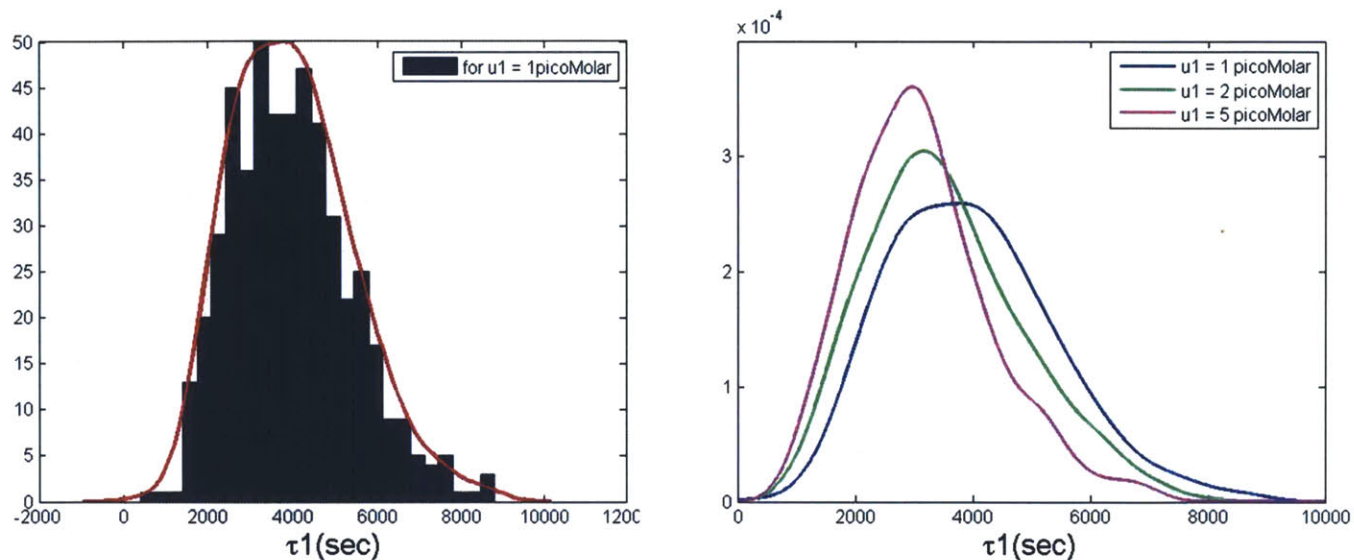 50
45
40
35
30
25
20
15
10
5
0
-2000 0 2000 4000 6000 8000 10000 1200
for u1 = 1picoMolar
τ1(sec)
x 10⁻⁴
4
3
2
1
0
0 2000 4000 6000 8000 10000
u1 = 1 picoMolar
u1 = 2 picoMolar
u1 = 5 picoMolar
τ1(sec)